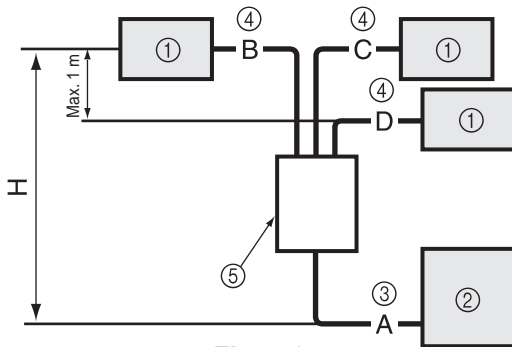 ④ ④
① B C ①
Max. 1 m
④
D ①
H
⑤
③
A ②